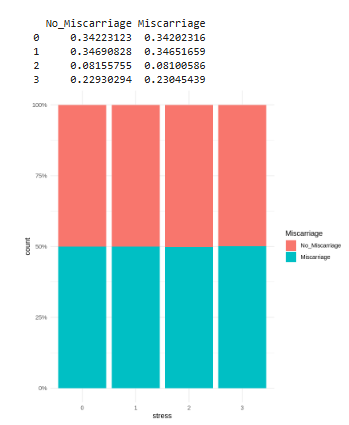 No_Miscarriage Miscarriage
0 0.34223123 0.34202316
1 0.34690828 0.34651659
2 0.08155755 0.08100586
3 0.22930294 0.23045439
100%
75%
50%
25%
0%
count
0 1 2 3
stress
Miscarriage
No_Miscarriage
Miscarriage